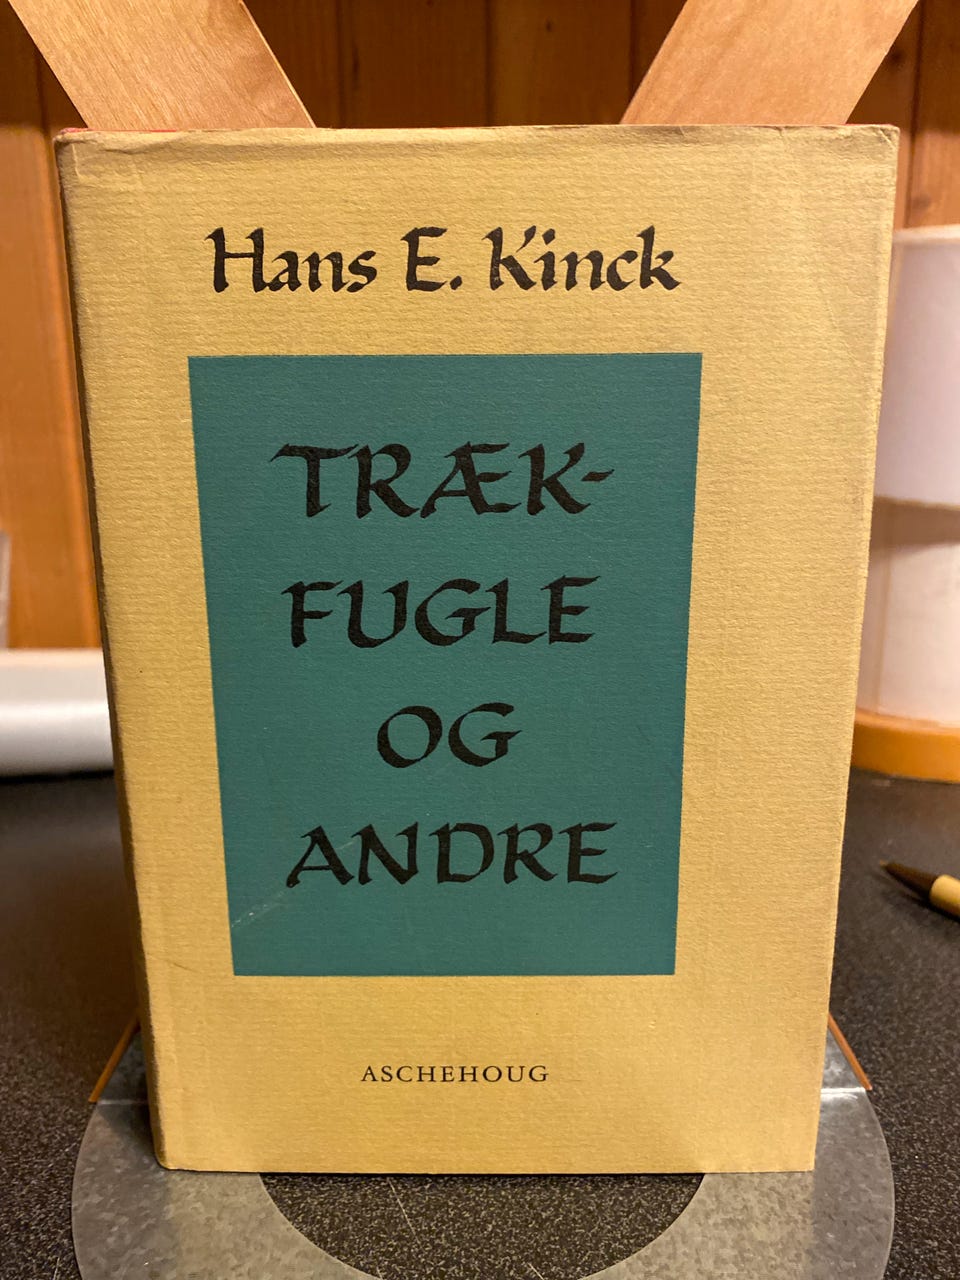 Hans E. Kinck
TRÆK-
FUGLE
OG
ANDRE
ASCHEHOUG